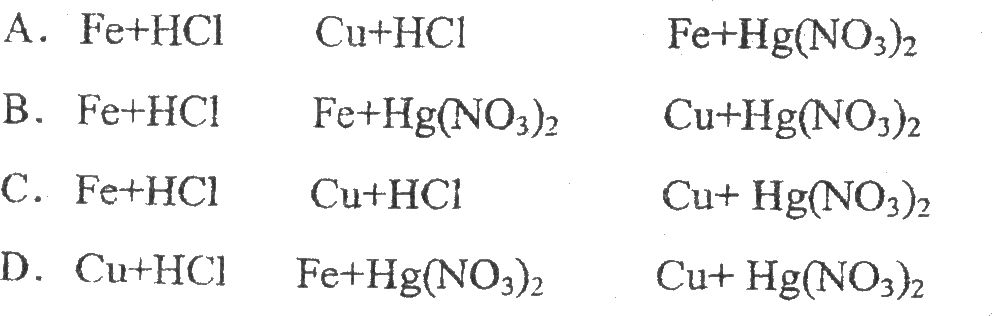 A. Fe+HCl Cu+HCl Fe+Hg(NO₃)₂
B. Fe+HCl Fe+Hg(NO₃)₂ Cu+Hg(NO₃)₂
C. Fe+HCl Cu+HCl Cu+ Hg(NO₃)₂
D. Cu+HCl Fe+Hg(NO₃)₂ Cu+ Hg(NO₃)₂